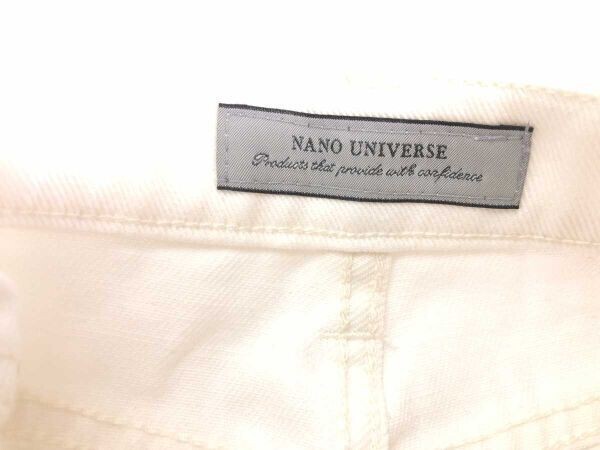 NANO UNIVERSE
Products that provide with confidence